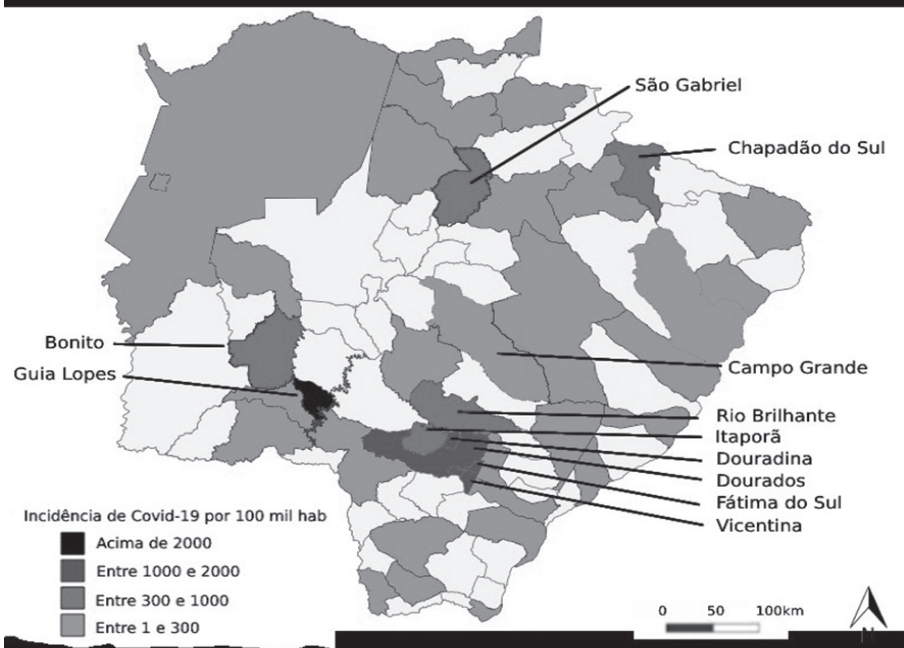 São Gabriel
Chapadão do Sul
Bonito
Guia Lopes
Campo Grande
Rio Brilhante
Itaporã
Douradina
Dourados
Fátima do Sul
Vicentina
Incidência de Covid-19 por 100 mil hab
Acima de 2000
Entre 1000 e 2000
Entre 300 e 1000
Entre 1 e 300
0 50 100km
N